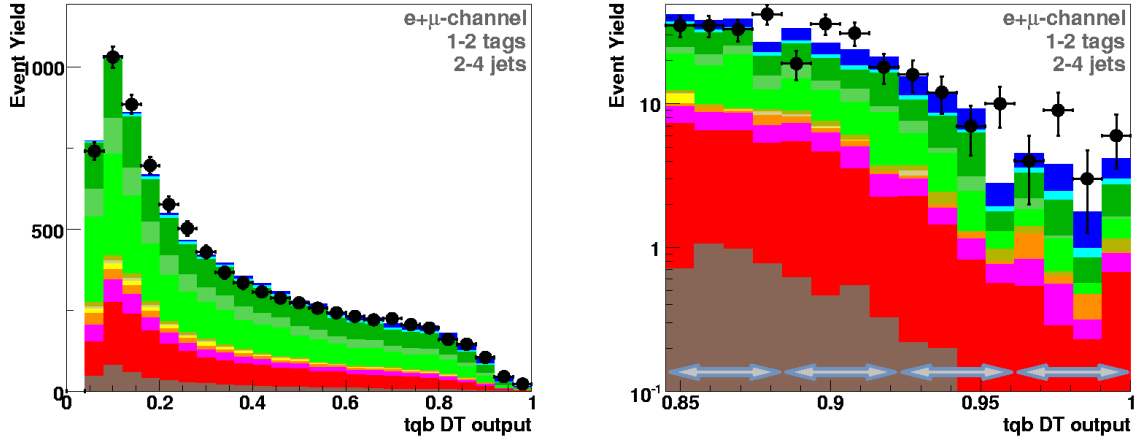 Event Yield
e+μ-channel
1-2 tags
2-4 jets
1000
500
0
0 0.2 0.4 0.6 0.8 1
tqb DT output
Event Yield
e+μ-channel
1-2 tags
2-4 jets
10
1
10⁻¹
0.85 0.9 0.95 1
tqb DT output